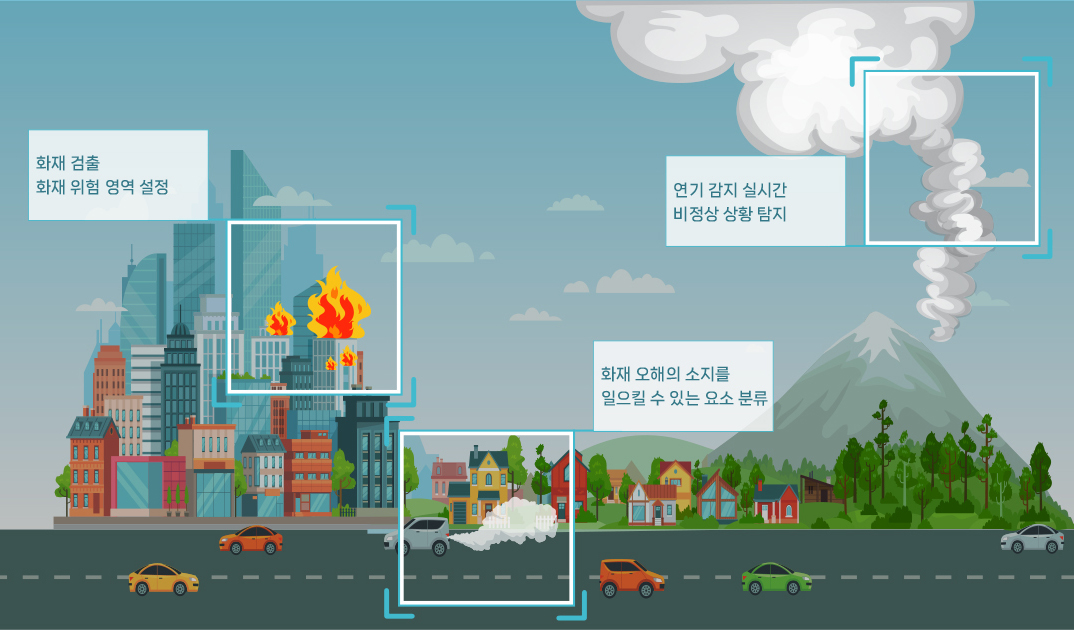 화재 검출
화재 위험 영역 설정
연기 감지 실시간
비정상 상황 탐지
화재 오해의 소지를
일으킬 수 있는 요소 분류